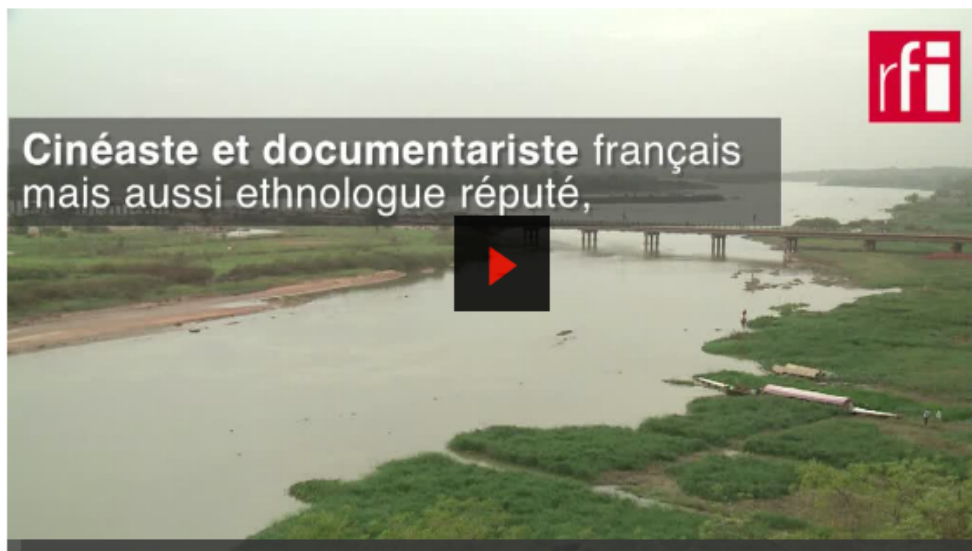 rfi
Cinéaste et documentariste français
mais aussi ethnologue réputé,